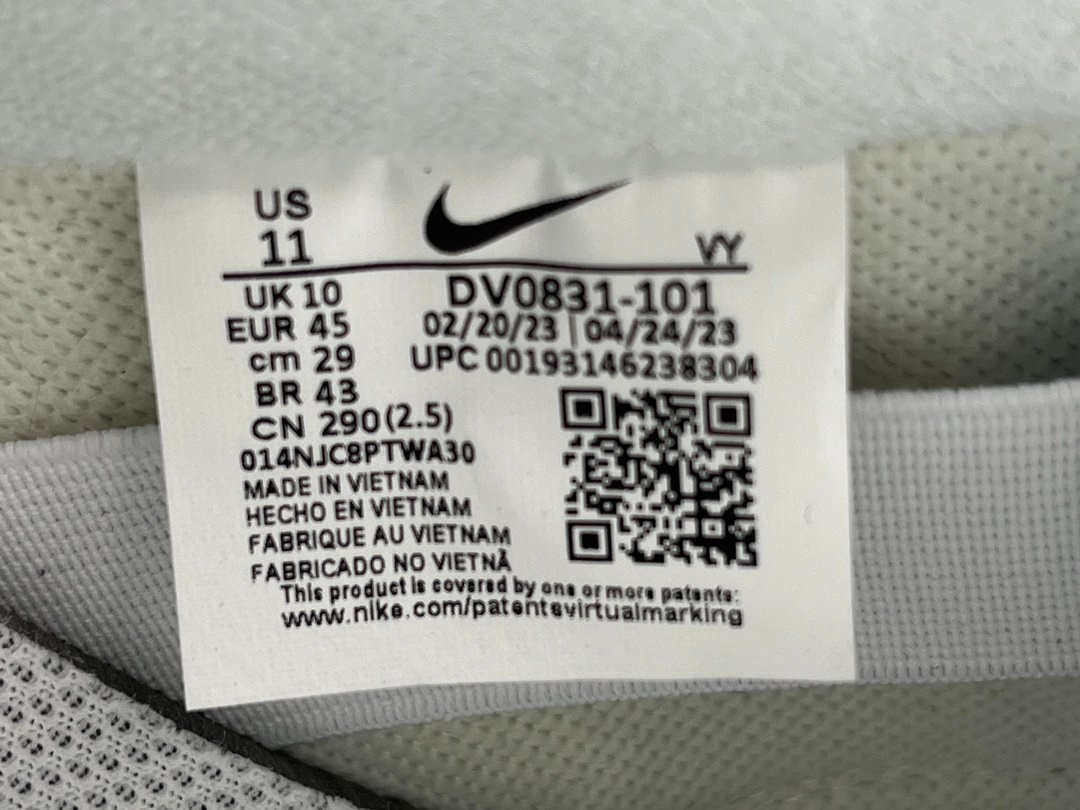 US
11
VY
UK 10
EUR 45
cm 29
BR 43
CN 290(2.5)
014NJC8PTWA30
MADE IN VIETNAM
HECHO EN VIETNAM
FABRIQUE AU VIETNAM
FABRICADO NO VIETNÃ
DV0831-101
02/20/23 | 04/24/23
UPC 00193146238304
This product is covered by one or more patents:
www.nike.com/patentsvirtualmarking